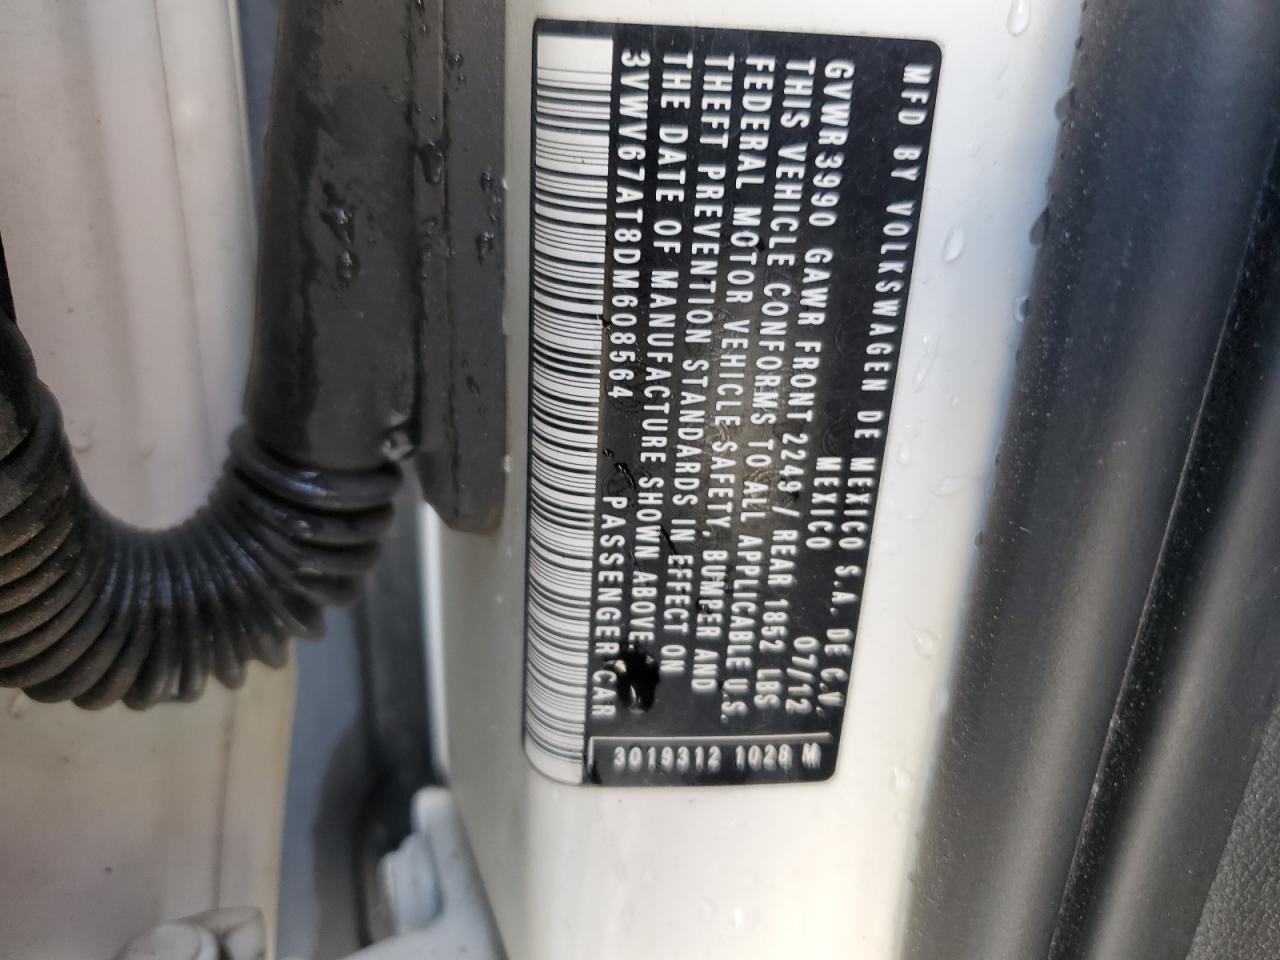 MFD BY VOLKSWAGEN DE MEXICO S.A. DE C.V.
MEXICO 07/12
GVWR 3990 GAWR FRONT 2249 / REAR 1852 LBS
THIS VEHICLE CONFORMS TO ALL APPLICABLE U.S.
FEDERAL MOTOR VEHICLE SAFETY, BUMPER AND
THEFT PREVENTION STANDARDS IN EFFECT ON
THE DATE OF MANUFACTURE SHOWN ABOVE
3VWV67AT8DM608564 PASSENGER CAR
3019312 1026 M